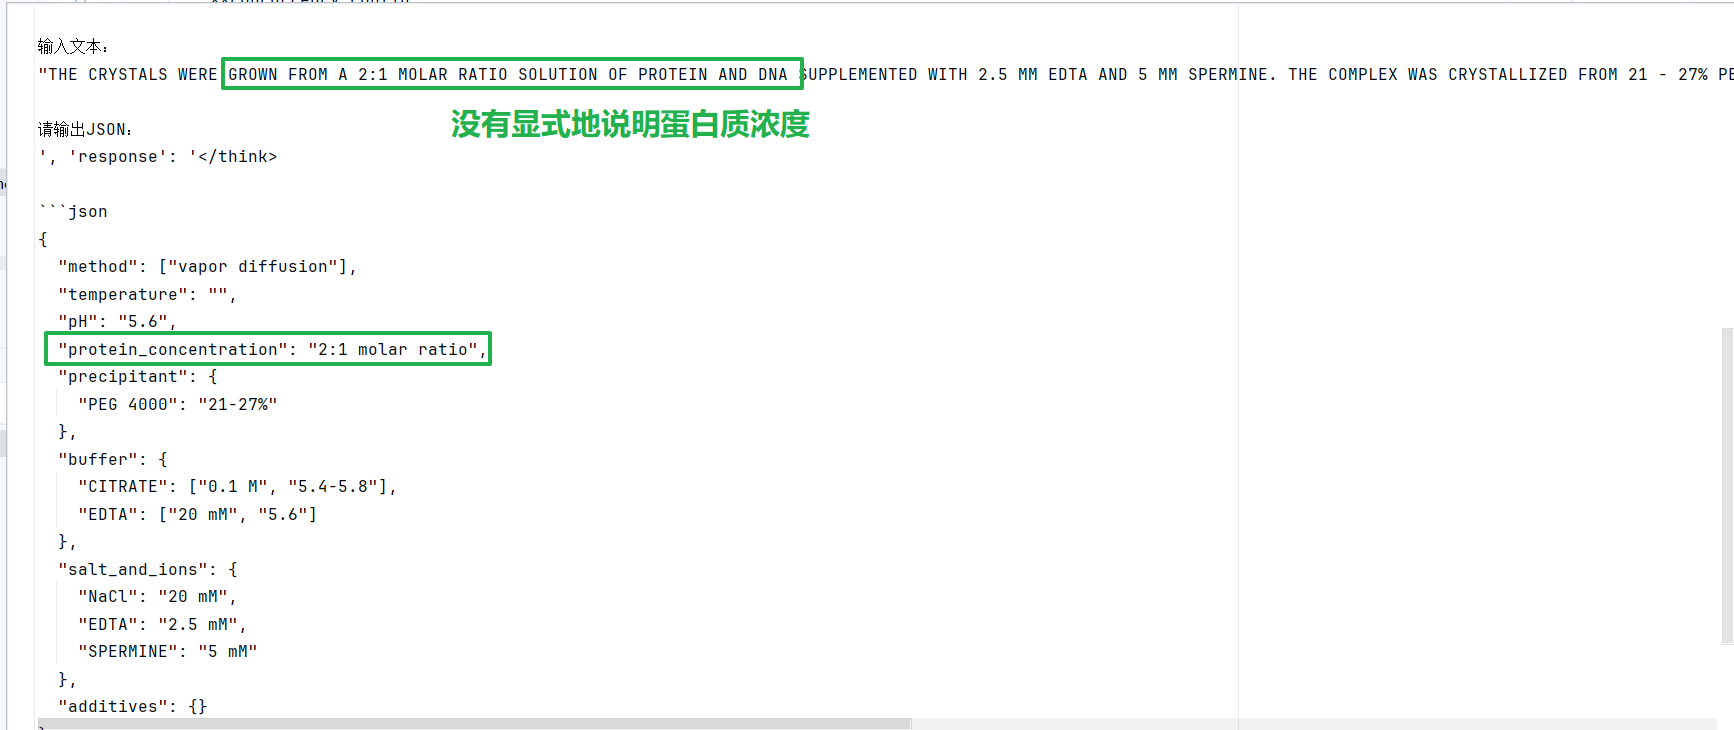 输入文本：
"THE CRYSTALS WERE GROWN FROM A 2:1 MOLAR RATIO SOLUTION OF PROTEIN AND DNA SUPPLEMENTED WITH 2.5 MM EDTA AND 5 MM SPERMINE. THE COMPLEX WAS CRYSTALLIZED FROM 21 - 27% PE
没有显式地说明蛋白质浓度
请输出JSON：
', 'response': '</think>
```json
{
"method": ["vapor diffusion"],
"temperature": "",
"pH": "5.6",
"protein_concentration": "2:1 molar ratio",
"precipitant": {
"PEG 4000": "21-27%"
},
"buffer": {
"CITRATE": ["0.1 M", "5.4-5.8"],
"EDTA": ["20 mM", "5.6"]
},
"salt_and_ions": {
"NaCl": "20 mM",
"EDTA": "2.5 mM",
"SPERMINE": "5 mM"
},
"additives": {}